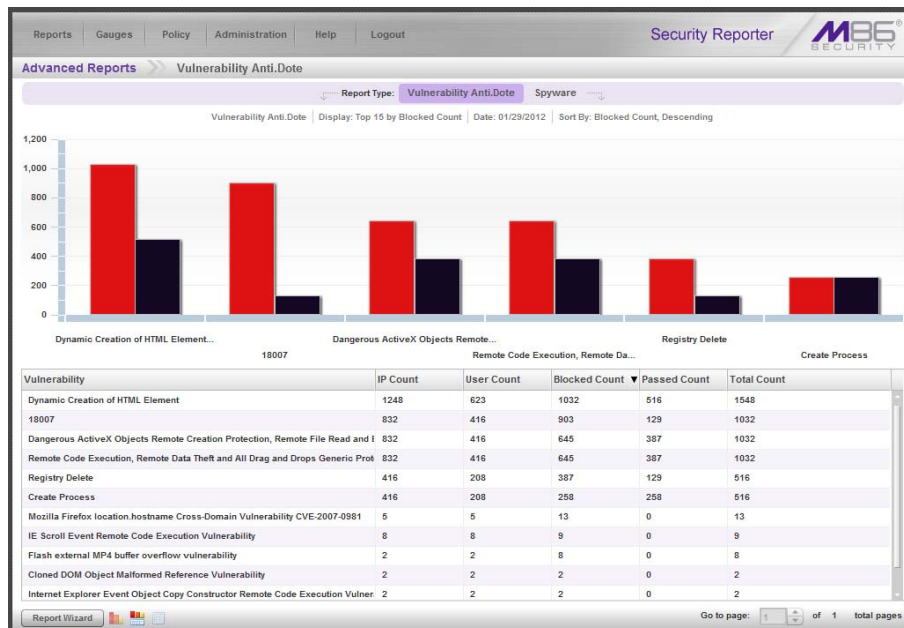 Reports Gauges Policy Administration Help Logout Security Reporter M86® SECURITY
Advanced Reports Vulnerability Anti.Dote
Report Type: Vulnerability Anti.Dote Spyware
Vulnerability Anti.Dote Display: Top 15 by Blocked Count Date: 01/29/2012 Sort By: Blocked Count, Descending
1,200
1,000
800
600
400
200
0
Dynamic Creation of HTML Element... Dangerous ActiveX Objects Remote... Registry Delete
18007 Remote Code Execution, Remote Da... Create Process
Vulnerability IP Count User Count Blocked Count ▼ Passed Count Total Count
Dynamic Creation of HTML Element 1248 623 1032 516 1548
18007 832 416 903 129 1032
Dangerous ActiveX Objects Remote Creation Protection, Remote File Read and E 832 416 645 387 1032
Remote Code Execution, Remote Data Theft and All Drag and Drops Generic Prot 832 416 645 387 1032
Registry Delete 416 208 387 129 516
Create Process 416 208 258 258 516
Mozilla Firefox location.hostname Cross-Domain Vulnerability CVE-2007-0981 5 5 13 0 13
IE Scroll Event Remote Code Execution Vulnerability 8 8 9 0 9
Flash external MP4 buffer overflow vulnerability 2 2 8 0 8
Cloned DOM Object Malformed Reference Vulnerability 2 2 2 0 2
Internet Explorer Event Object Copy Constructor Remote Code Execution Vulner 2 2 2 0 2
Report Wizard Go to page: 1 of 1 total pages